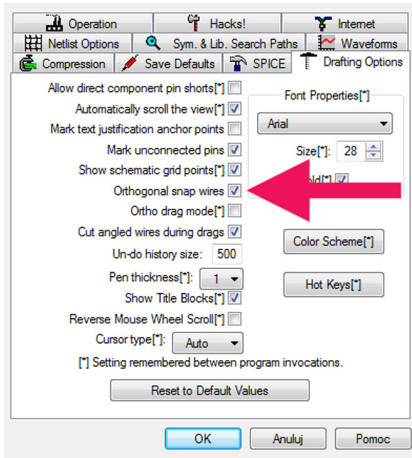 Operation
Hacks!
Internet
Netlist Options
Sym. & Lib. Search Paths
Waveforms
Compression
Save Defaults
SPICE
Drafting Options
Allow direct component pin shorts[*]
Automatically scroll the view[*]
Mark text justification anchor points
Mark unconnected pins
Show schematic grid points[*]
Orthogonal snap wires
Ortho drag mode[*]
Cut angled wires during drags
Un-do history size: 500
Pen thickness[*]: 1
Show Title Blocks[*]
Reverse Mouse Wheel Scroll[*]
Cursor type[*]: Auto
Font Properties[*]
Arial
Size[*]: 28
Color Scheme[*]
Hot Keys[*]
[*] Setting remembered between program invocations.
Reset to Default Values
OK
Anuluj
Pomoc